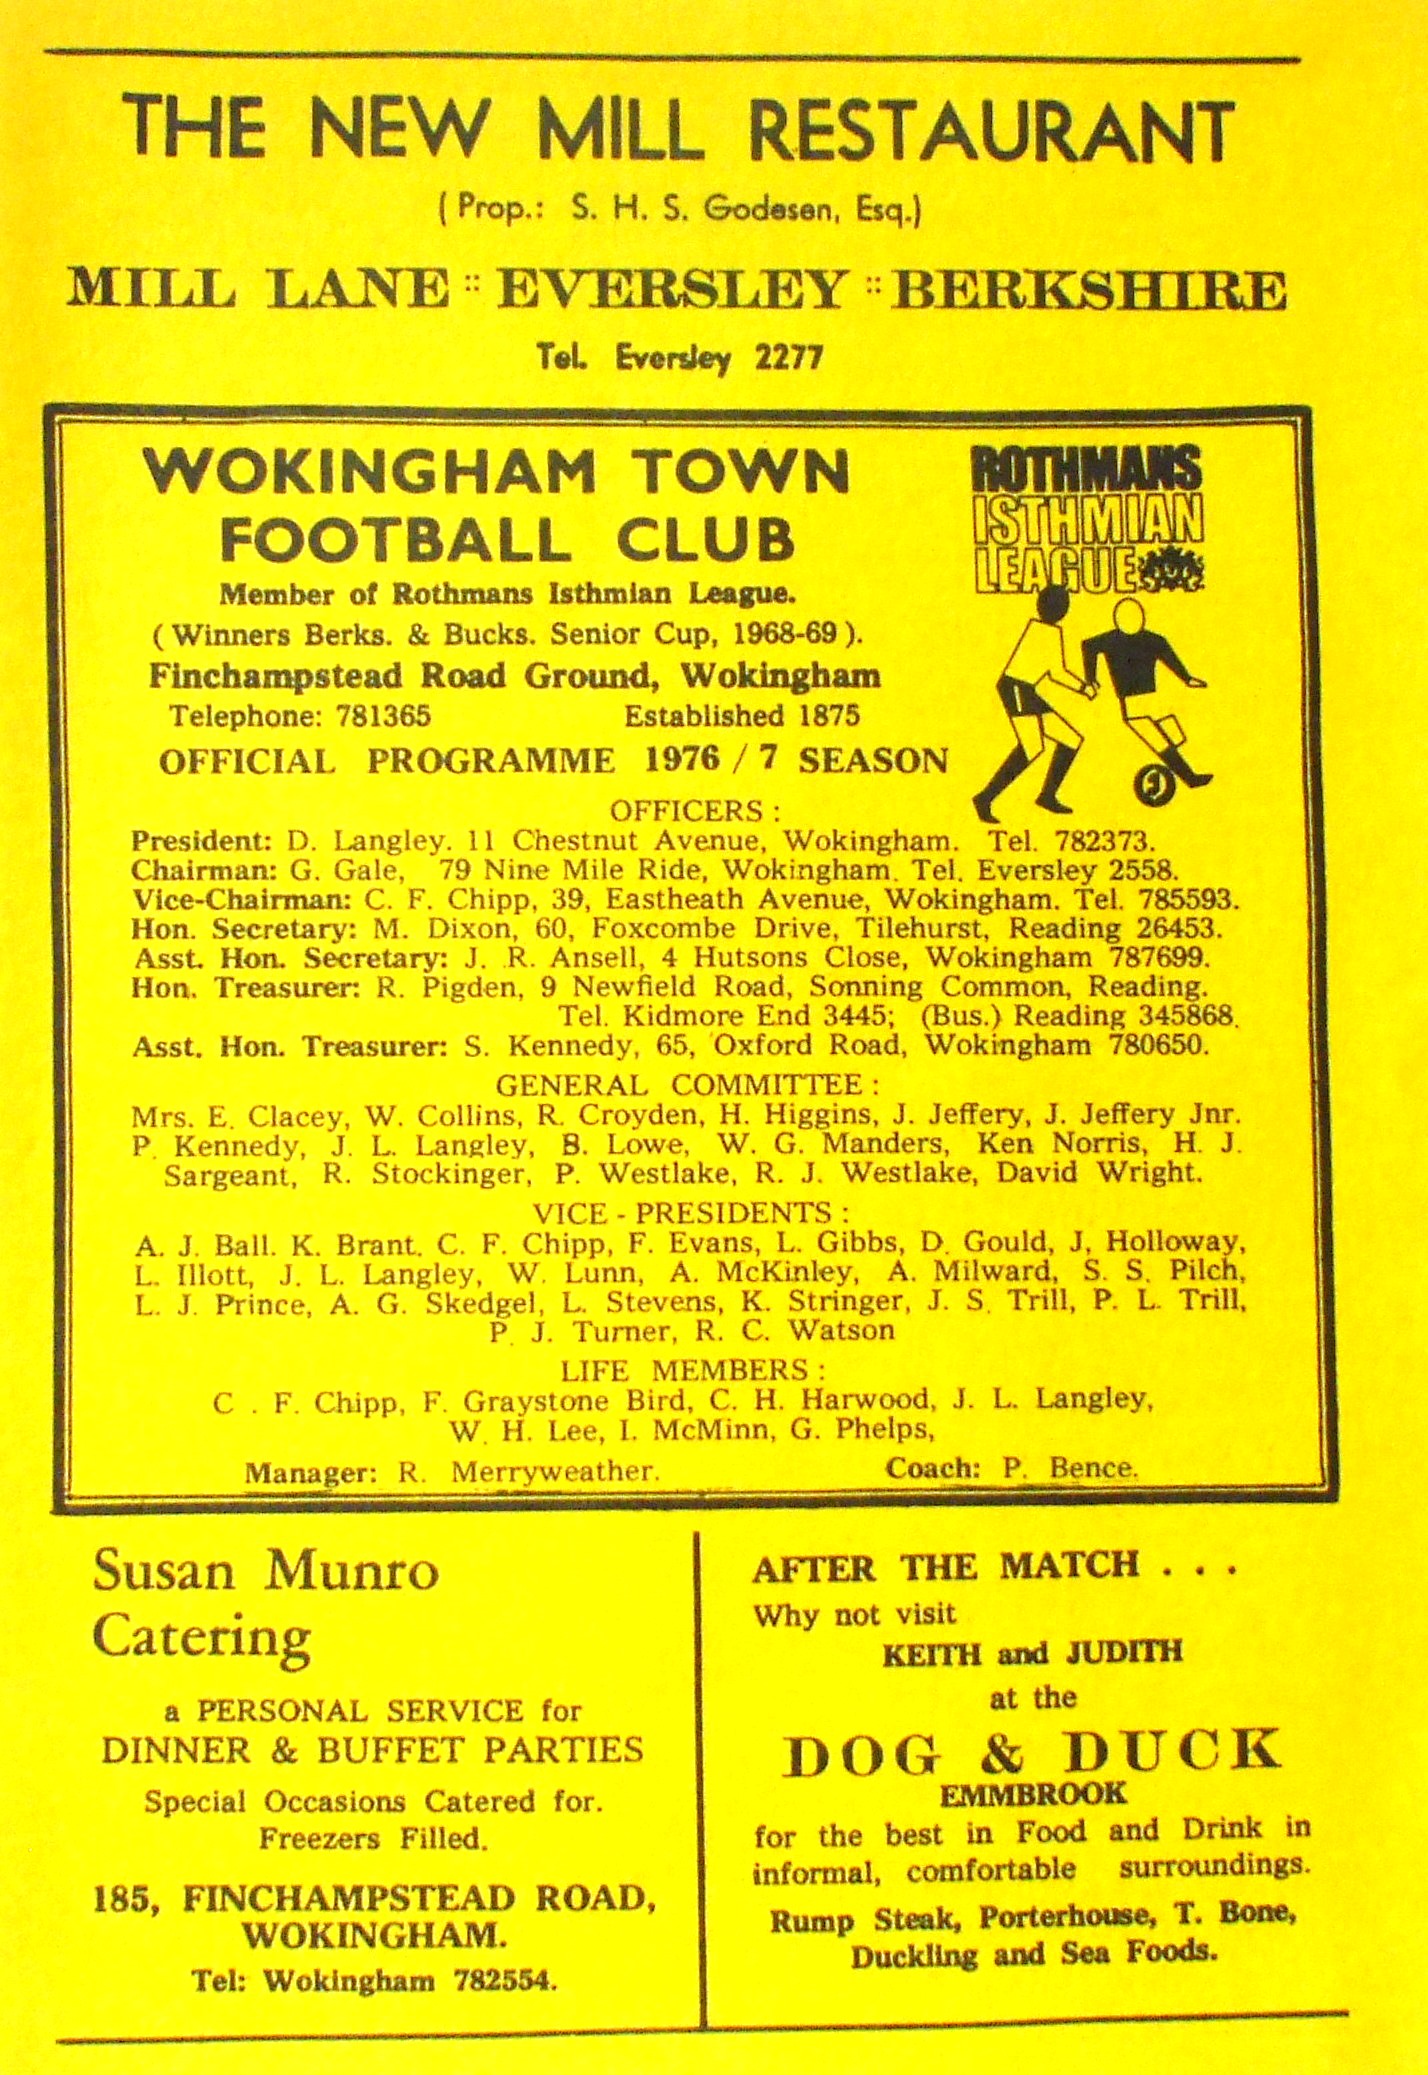 THE NEW MILL RESTAURANT
( Prop.: S. H. S. Godesen, Esq.)
MILL LANE :: EVERSLEY :: BERKSHIRE
Tel. Eversley 2277
WOKINGHAM TOWN
FOOTBALL CLUB
ROTHMANS
ISTHMIAN
LEAGUE
Member of Rothmans Isthmian League.
( Winners Berks. & Bucks. Senior Cup, 1968-69 ).
Finchampstead Road Ground, Wokingham
Telephone: 781365 Established 1875
OFFICIAL PROGRAMME 1976 / 7 SEASON
OFFICERS :
President: D. Langley. 11 Chestnut Avenue, Wokingham. Tel. 782373.
Chairman: G. Gale, 79 Nine Mile Ride, Wokingham. Tel. Eversley 2558.
Vice-Chairman: C. F. Chipp, 39, Eastheath Avenue, Wokingham. Tel. 785593.
Hon. Secretary: M. Dixon, 60, Foxcombe Drive, Tilehurst, Reading 26453.
Asst. Hon. Secretary: J. R. Ansell, 4 Hutsons Close, Wokingham 787699.
Hon. Treasurer: R. Pigden, 9 Newfield Road, Sonning Common, Reading.
Tel. Kidmore End 3445; (Bus.) Reading 345868.
Asst. Hon. Treasurer: S. Kennedy, 65, Oxford Road, Wokingham 780650.
GENERAL COMMITTEE :
Mrs. E. Clacey, W. Collins, R. Croyden, H. Higgins, J. Jeffery, J. Jeffery Jnr.
P. Kennedy, J. L. Langley, B. Lowe, W. G. Manders, Ken Norris, H. J.
Sargeant, R. Stockinger, P. Westlake, R. J. Westlake, David Wright.
VICE - PRESIDENTS :
A. J. Ball. K. Brant. C. F. Chipp, F. Evans, L. Gibbs, D. Gould, J, Holloway,
L. Illott, J. L. Langley, W. Lunn, A. McKinley, A. Milward, S. S. Pilch,
L. J. Prince, A. G. Skedgel, L. Stevens, K. Stringer, J. S. Trill, P. L. Trill,
P. J. Turner, R. C. Watson
LIFE MEMBERS :
C . F. Chipp, F. Graystone Bird, C. H. Harwood, J. L. Langley,
W. H. Lee, I. McMinn, G. Phelps,
Manager: R. Merryweather. Coach: P. Bence.
Susan Munro
Catering
a PERSONAL SERVICE for
DINNER & BUFFET PARTIES
Special Occasions Catered for.
Freezers Filled.
185, FINCHAMPSTEAD ROAD,
WOKINGHAM.
Tel: Wokingham 782554.
AFTER THE MATCH . . .
Why not visit
KEITH and JUDITH
at the
DOG & DUCK
EMMBROOK
for the best in Food and Drink in
informal, comfortable surroundings.
Rump Steak, Porterhouse, T. Bone,
Duckling and Sea Foods.